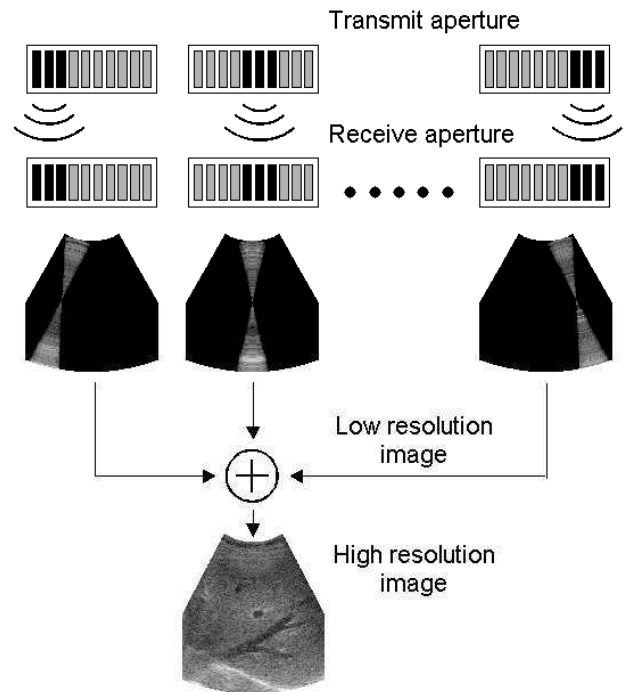 Transmit aperture
Receive aperture
Low resolution
image
High resolution
image